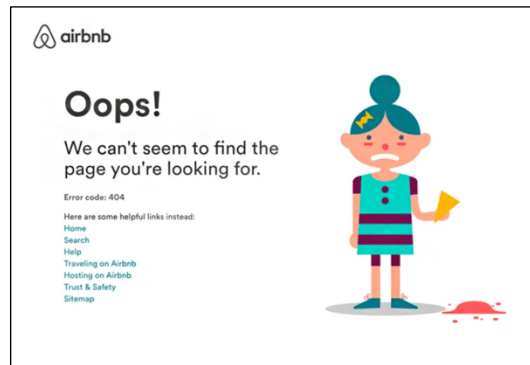 airbnb
Oops!
We can't seem to find the
page you're looking for.
Error code: 404
Here are some helpful links instead:
Home
Search
Help
Traveling on Airbnb
Hosting on Airbnb
Trust & Safety
Sitemap